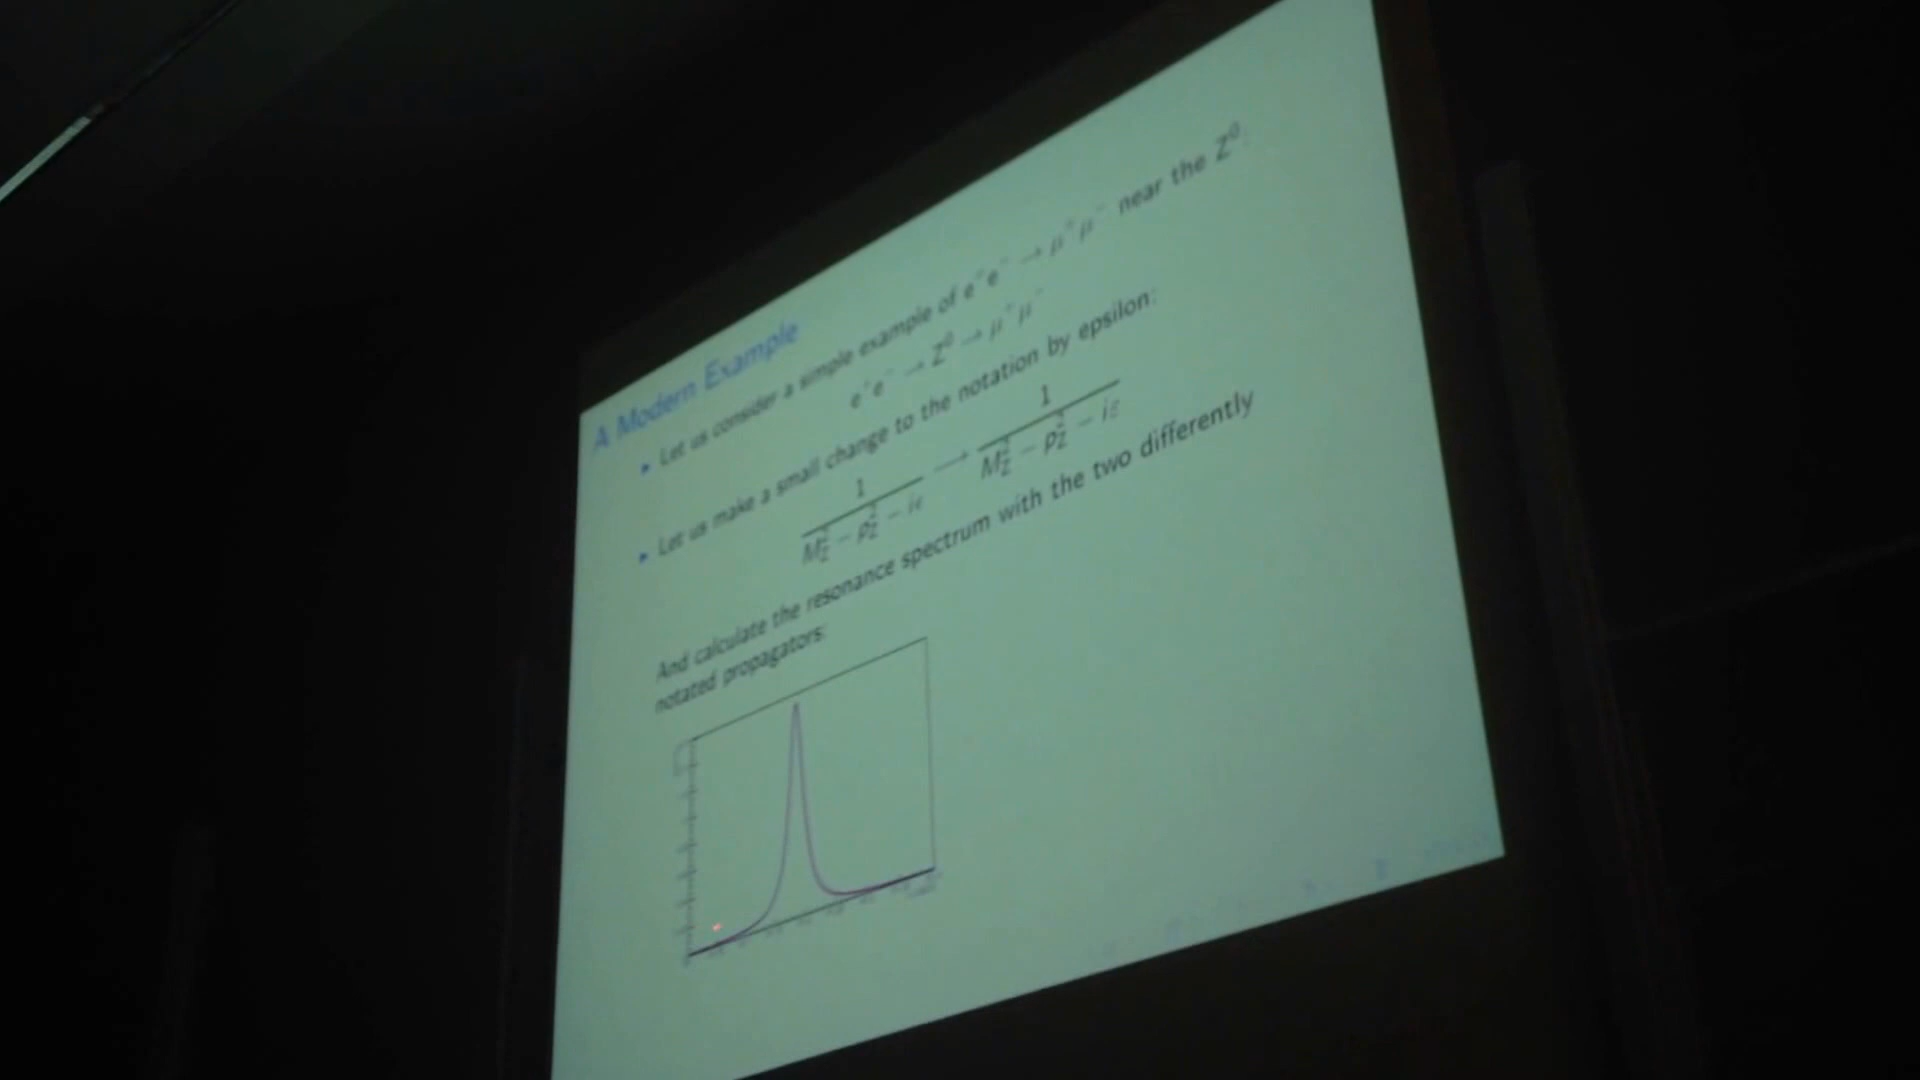 A Modern Example
▸ Let us consider a simple example of e⁺e⁻ → μ⁺μ⁻ near the Z⁰:
e⁺e⁻ → Z⁰ → μ⁺μ⁻
▸ Let us make a small change to the notation by epsilon:
1/(M_Z² − p_Z² − iϵ) → 1/(M_Z² − p_Z² − iε)
And calculate the resonance spectrum with the two differently
notated propagators: